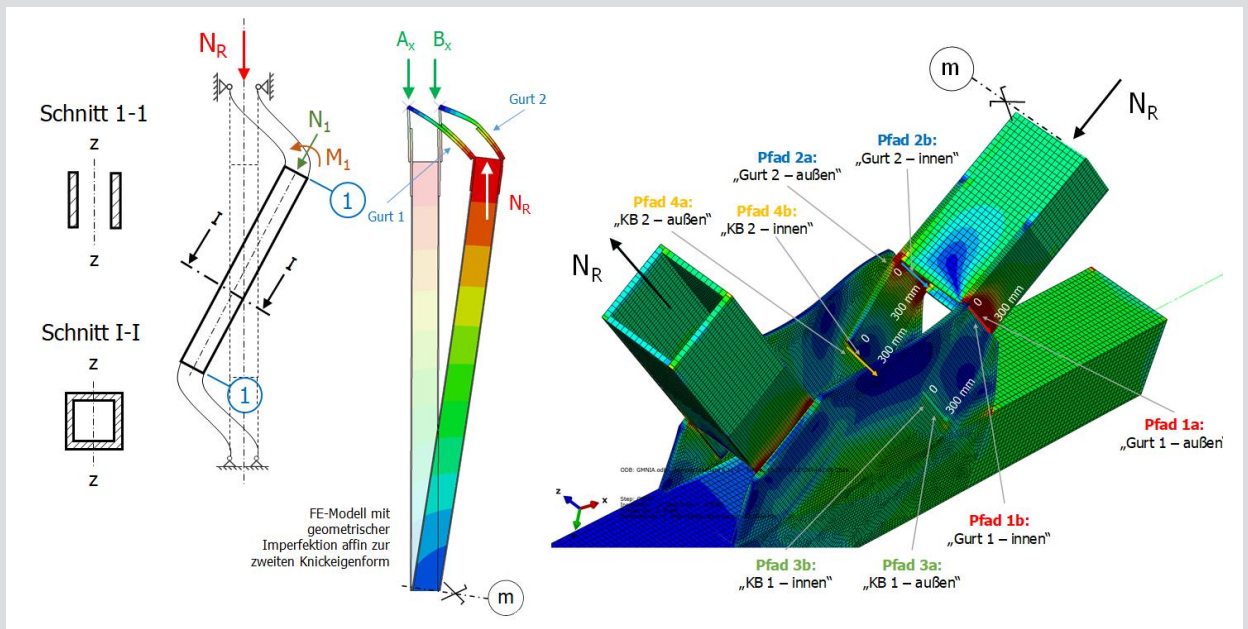 N_R
Schnitt 1-1
z
z
N_1
M_1
1
I
I
Schnitt I-I
z
z
1
A_x
B_x
Gurt 2
Gurt 1
N_R
FE-Modell mit
geometrischer
Imperfektion affin zur
zweiten Knickeigenform
m
m
N_R
Pfad 2b:
„Gurt 2 – innen“
Pfad 2a:
„Gurt 2 – außen“
Pfad 4a:
„KB 2 – außen“
Pfad 4b:
„KB 2 – innen“
N_R
0
300 mm
0
300 mm
0
300 mm
0
300 mm
Pfad 1a:
„Gurt 1 – außen
Pfad 1b:
„Gurt 1 – innen“
Pfad 3b:
„KB 1 – innen“
Pfad 3a:
„KB 1 – außen“
z
x
Step: